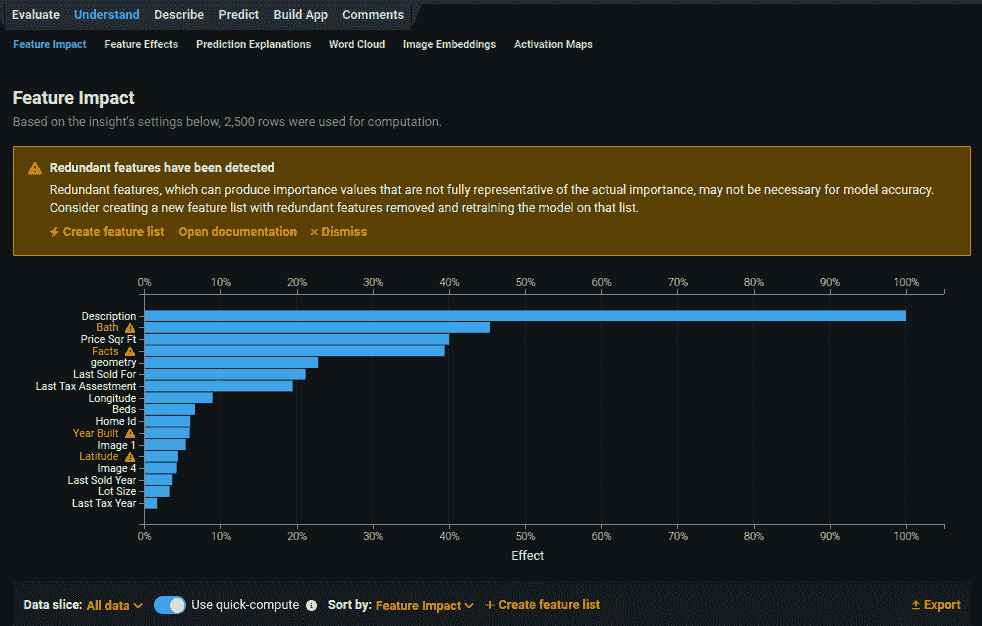 Evaluate Understand Describe Predict Build App Comments
Feature Impact Feature Effects Prediction Explanations Word Cloud Image Embeddings Activation Maps
Feature Impact
Based on the insight's settings below, 2,500 rows were used for computation.
Redundant features have been detected
Redundant features, which can produce importance values that are not fully representative of the actual importance, may not be necessary for model accuracy.
Consider creating a new feature list with redundant features removed and retraining the model on that list.
Create feature list Open documentation × Dismiss
0% 10% 20% 30% 40% 50% 60% 70% 80% 90% 100%
Description
Bath
Price Sqr Ft
Facts
geometry
Last Sold For
Last Tax Assestment
Longitude
Beds
Home Id
Year Built
Image 1
Latitude
Image 4
Last Sold Year
Lot Size
Last Tax Year
0% 10% 20% 30% 40% 50% 60% 70% 80% 90% 100%
Effect
Data slice: All data Use quick-compute Sort by: Feature Impact + Create feature list Export